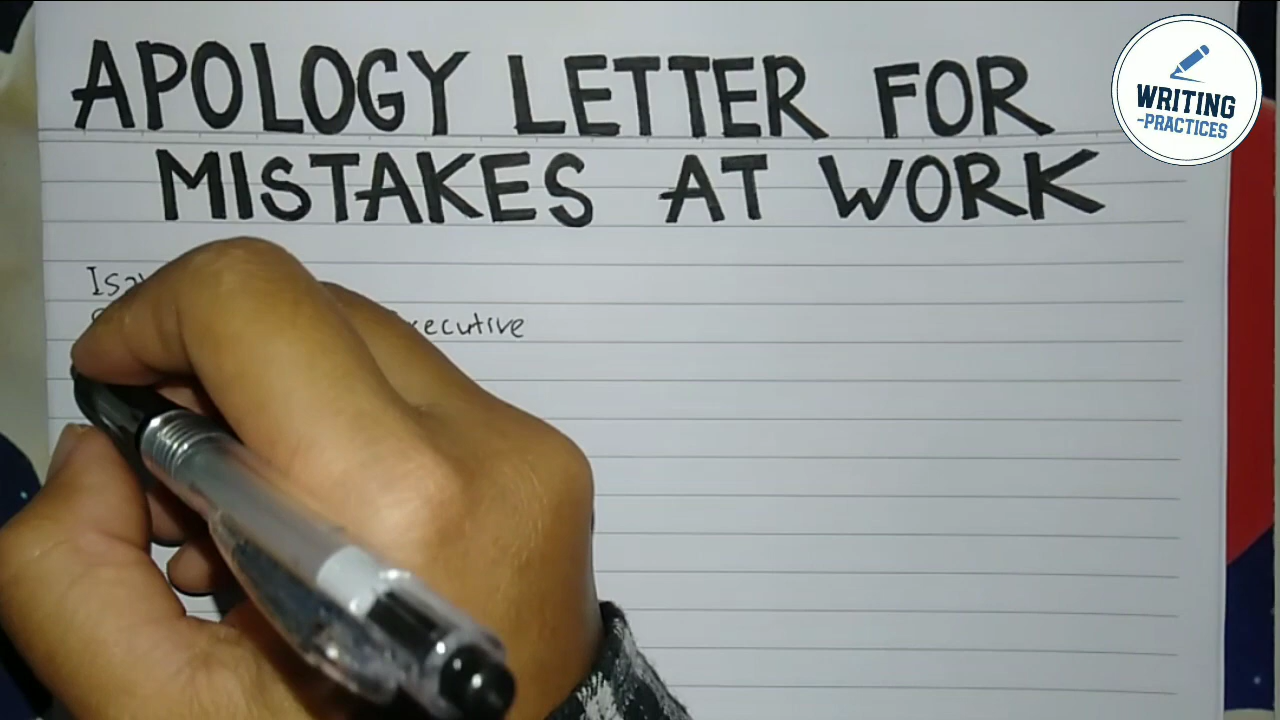 APOLOGY LETTER FOR
MISTAKES AT WORK
WRITING
-PRACTICES